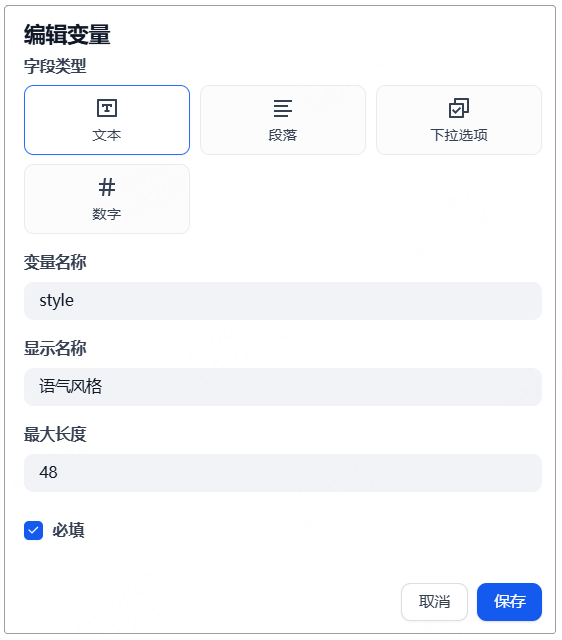 编辑变量
字段类型
文本
段落
下拉选项
数字
变量名称
style
显示名称
语气风格
最大长度
48
必填
取消
保存